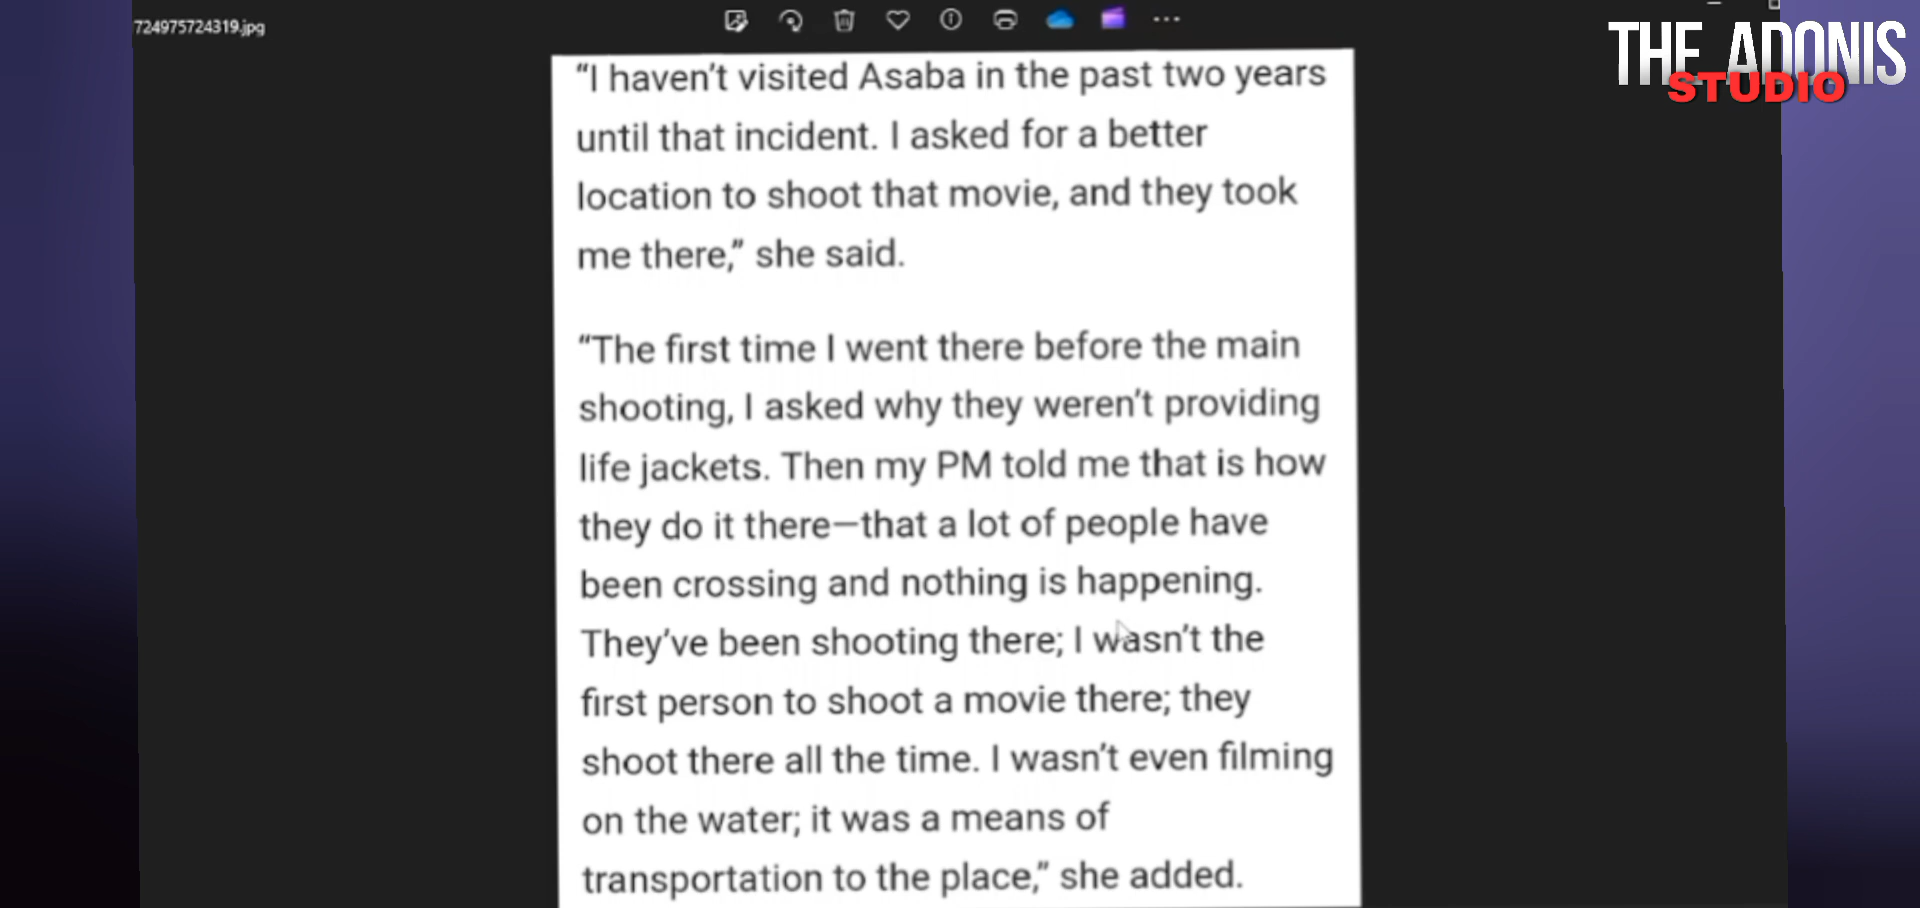 724975724319.jpg
THE ADONIS
STUDIO
“I haven’t visited Asaba in the past two years
until that incident. I asked for a better
location to shoot that movie, and they took
me there,” she said.
“The first time I went there before the main
shooting, I asked why they weren’t providing
life jackets. Then my PM told me that is how
they do it there—that a lot of people have
been crossing and nothing is happening.
They’ve been shooting there; I wasn’t the
first person to shoot a movie there; they
shoot there all the time. I wasn’t even filming
on the water; it was a means of
transportation to the place,” she added.